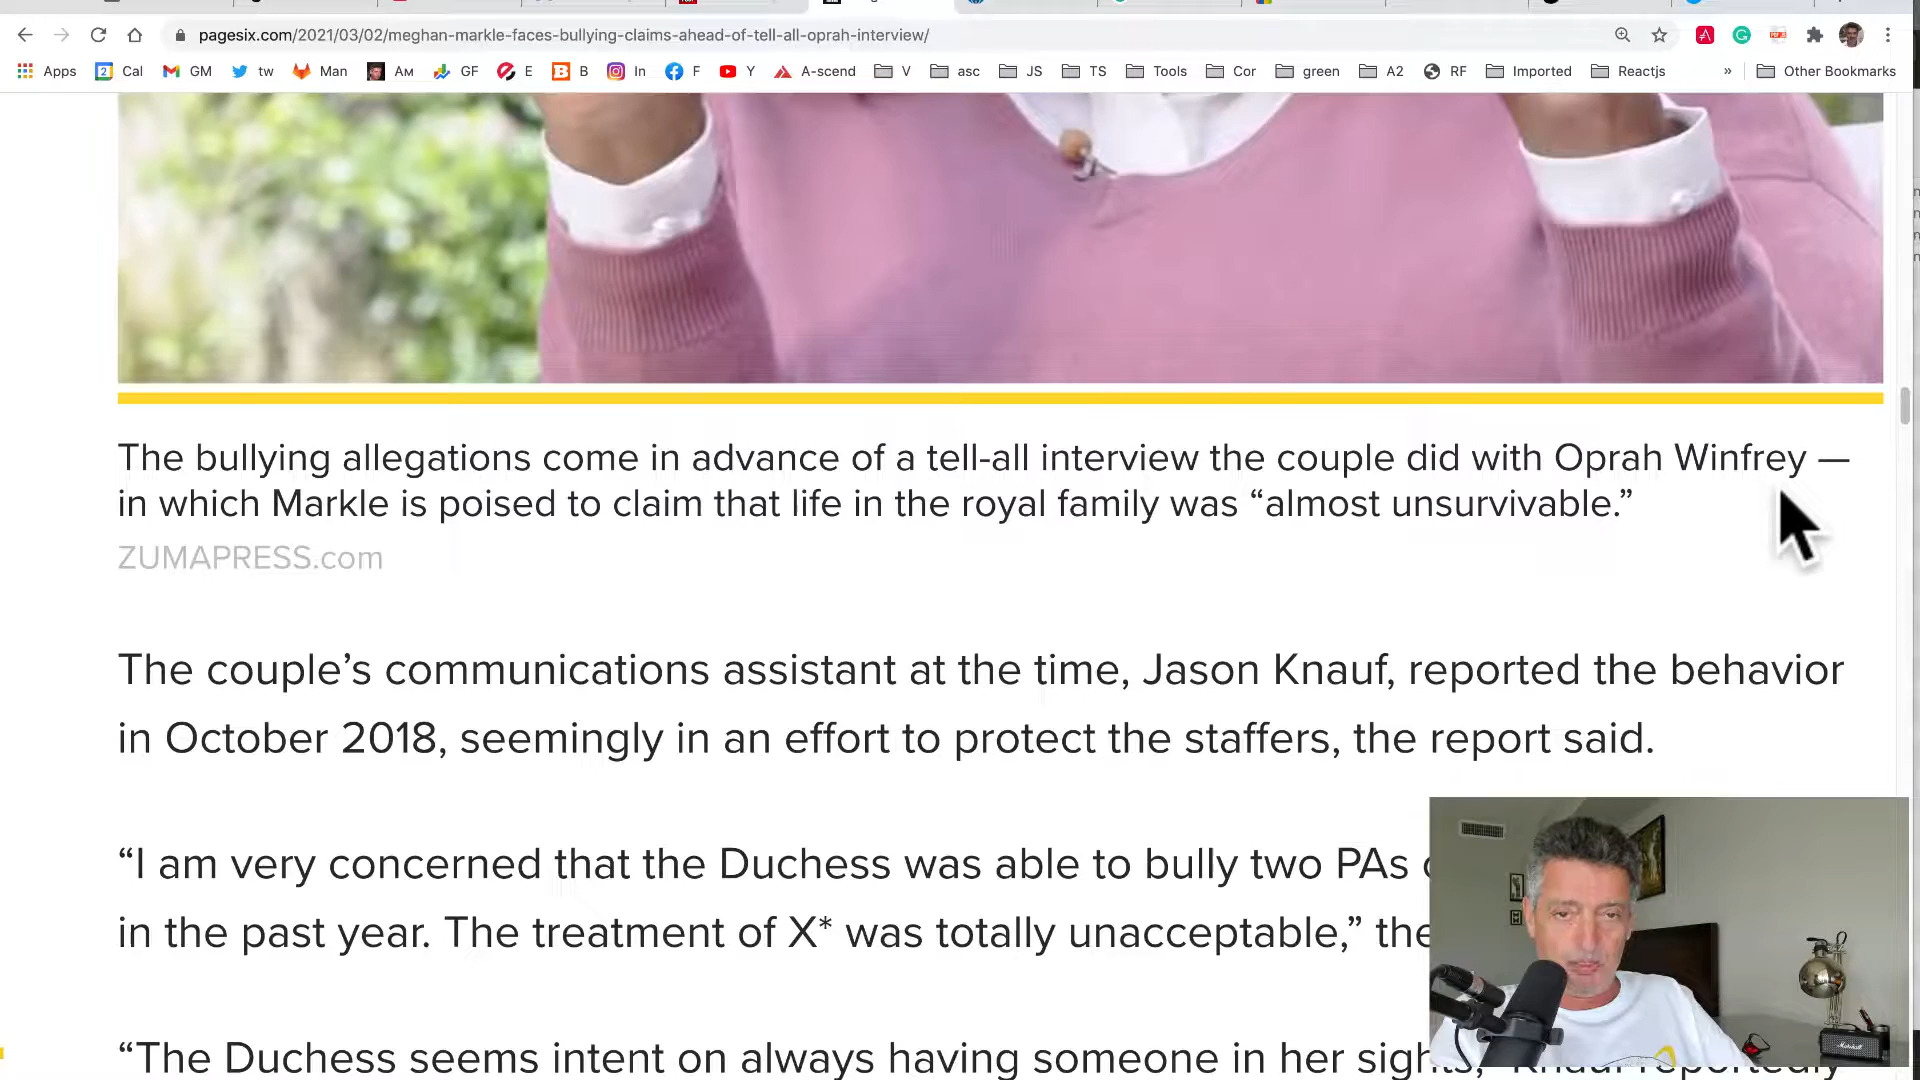 pagesix.com/2021/03/02/meghan-markle-faces-bullying-claims-ahead-of-tell-all-oprah-interview/
Apps Cal GM tw Man Ам GF E B In F Y A-scend V asc JS TS Tools Cor green A2 RF Imported Reactjs » Other Bookmarks
The bullying allegations come in advance of a tell-all interview the couple did with Oprah Winfrey —
in which Markle is poised to claim that life in the royal family was “almost unsurvivable.”
ZUMAPRESS.com
The couple’s communications assistant at the time, Jason Knauf, reported the behavior
in October 2018, seemingly in an effort to protect the staffers, the report said.
“I am very concerned that the Duchess was able to bully two PAs
in the past year. The treatment of X* was totally unacceptable,”
“The Duchess seems intent on always having someone in her sights,” Knauf reportedly
Marshall